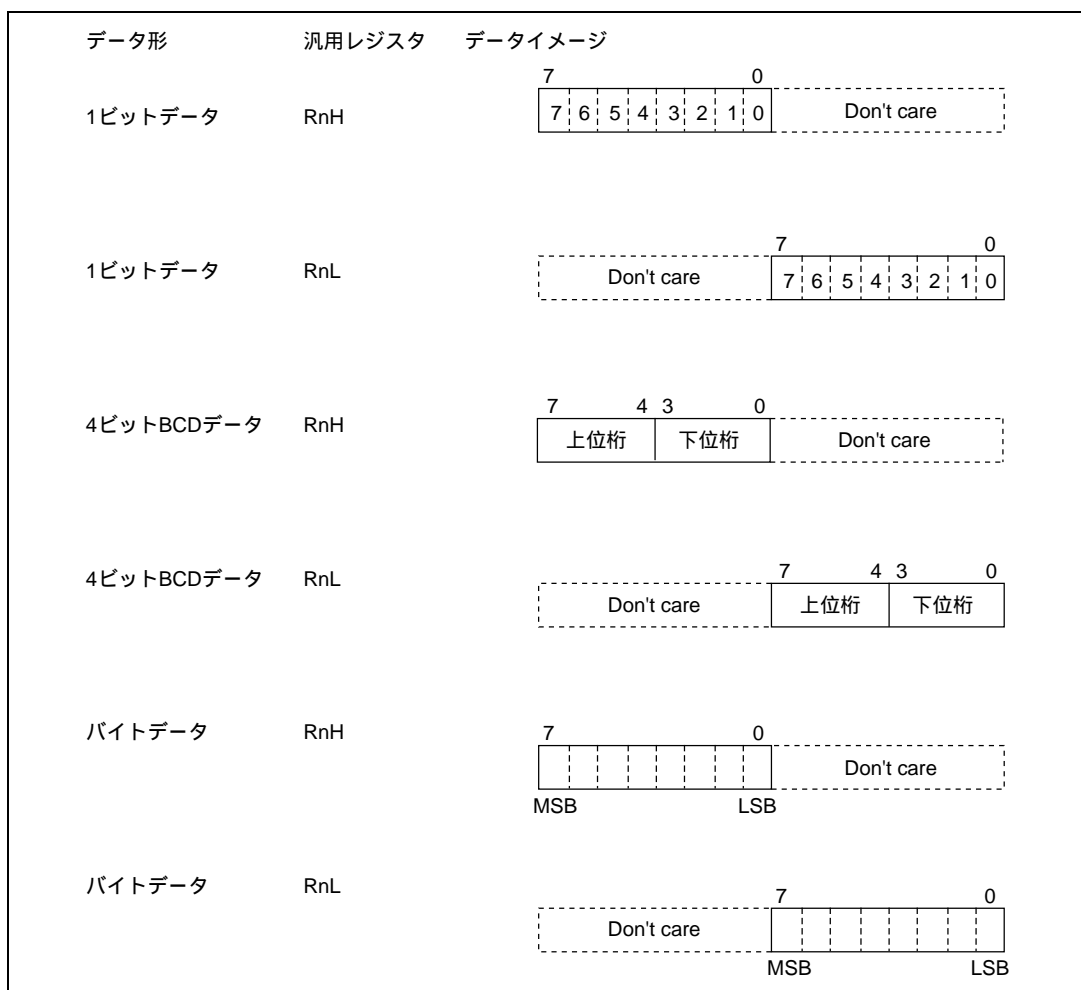 データ形 汎用レジスタ データイメージ
7 0
1ビットデータ RnH 7 6 5 4 3 2 1 0 Don't care
7 0
1ビットデータ RnL Don't care 7 6 5 4 3 2 1 0
7 4 3 0
4ビットBCDデータ RnH 上位桁 下位桁 Don't care
7 4 3 0
4ビットBCDデータ RnL Don't care 上位桁 下位桁
バイトデータ RnH 7 0
Don't care
MSB LSB
バイトデータ RnL 7 0
Don't care
MSB LSB